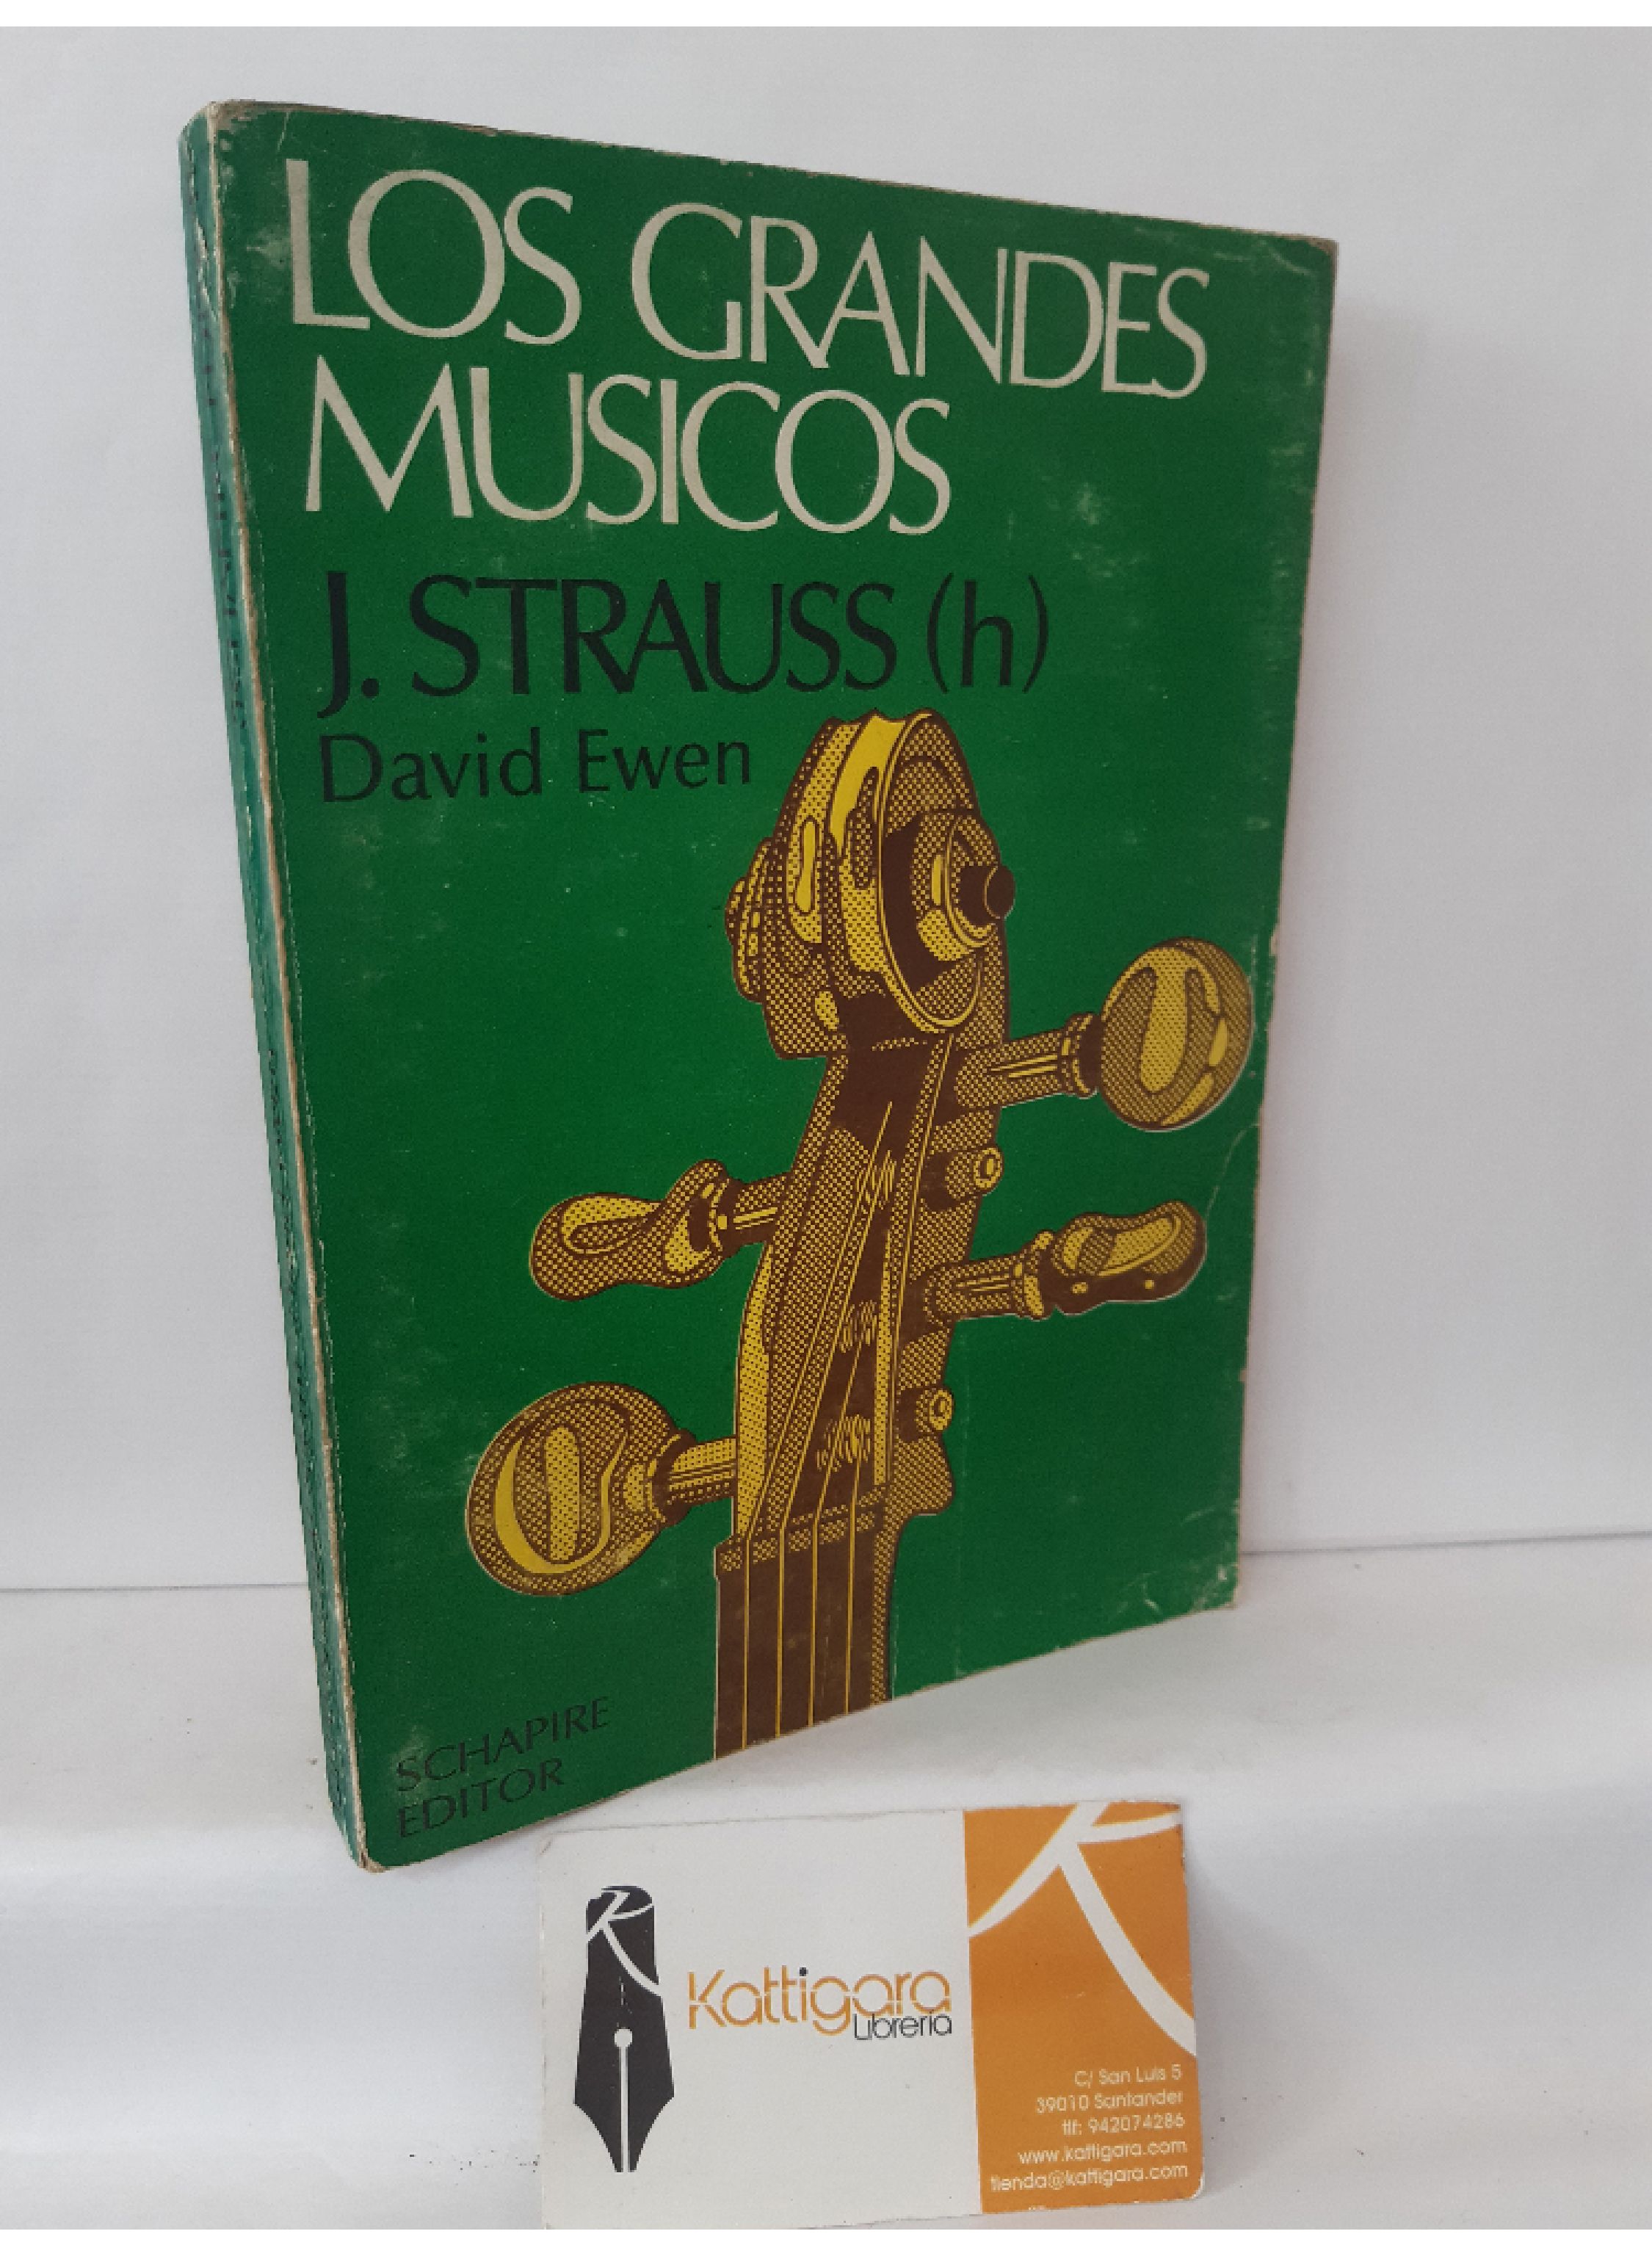 LOS GRANDES
MUSICOS
J. STRAUSS (h)
David Ewen
SCHAPIRE
EDITOR
Kattigara
Librería
C/ San Luis 5
39010 Santander
tlf: 942074286
www.kattigara.com
tienda@kattigara.com